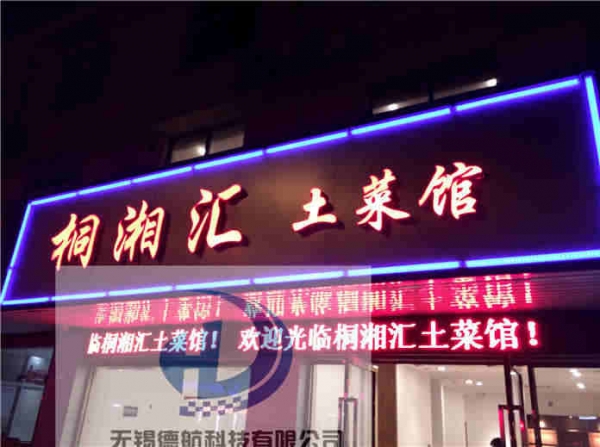 桐湘汇 土菜馆
临桐湘汇土菜馆！ 欢迎光临桐湘汇土菜馆！
无锡德航科技有限公司